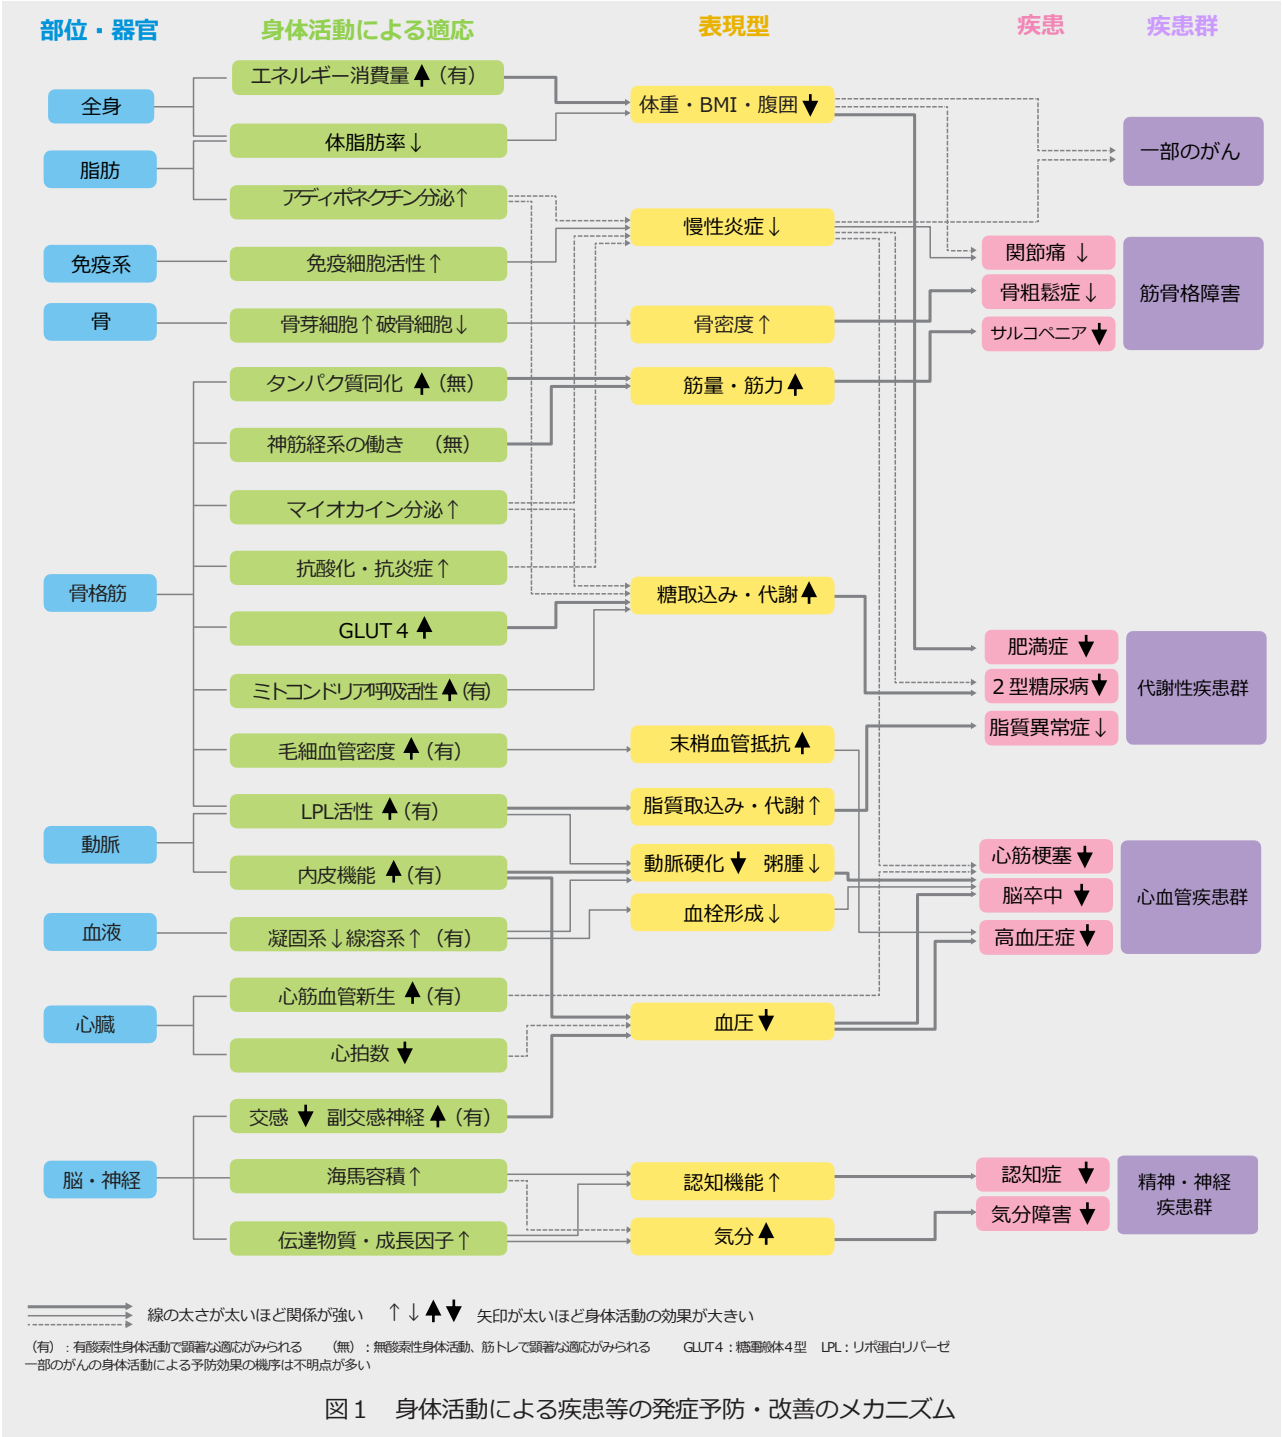 部位・器官
身体活動による適応
表現型
疾患
疾患群
全身
脂肪
免疫系
骨
骨格筋
動脈
血液
心臓
脳・神経
エネルギー消費量⬆（有）
体脂肪率↓
アディポネクチン分泌↑
免疫細胞活性↑
骨芽細胞↑破骨細胞↓
タンパク質同化 ⬆（無）
神筋経系の働き （無）
マイオカイン分泌↑
抗酸化・抗炎症↑
GLUT４⬆
ミトコンドリア呼吸活性⬆（有）
毛細血管密度 ⬆（有）
LPL活性 ⬆（有）
内皮機能 ⬆（有）
凝固系↓線溶系↑（有）
心筋血管新生 ⬆（有）
心拍数 ⬇
交感 ⬇ 副交感神経⬆（有）
海馬容積↑
伝達物質・成長因子↑
体重・BMI・腹囲⬇
慢性炎症↓
骨密度↑
筋量・筋力⬆
糖取込み・代謝⬆
末梢血管抵抗⬆
脂質取込み・代謝↑
動脈硬化⬇ 粥腫↓
血栓形成↓
血圧⬇
認知機能↑
気分⬆
関節痛 ↓
骨粗鬆症↓
サルコペニア⬇
肥満症 ⬇
２型糖尿病⬇
脂質異常症↓
心筋梗塞⬇
脳卒中 ⬇
高血圧症⬇
認知症 ⬇
気分障害 ⬇
一部のがん
筋骨格障害
代謝性疾患群
心血管疾患群
精神・神経
疾患群
線の太さが太いほど関係が強い ↑↓⬆⬇ 矢印が太いほど身体活動の効果が大きい
（有）：有酸素性身体活動で顕著な適応がみられる （無）：無酸素性身体活動、筋トレで顕著な適応がみられる GLUT４：糖運搬体４型 LPL：リポ蛋白リパーゼ
一部のがんの身体活動による予防効果の機序は不明点が多い
図１ 身体活動による疾患等の発症予防・改善のメカニズム